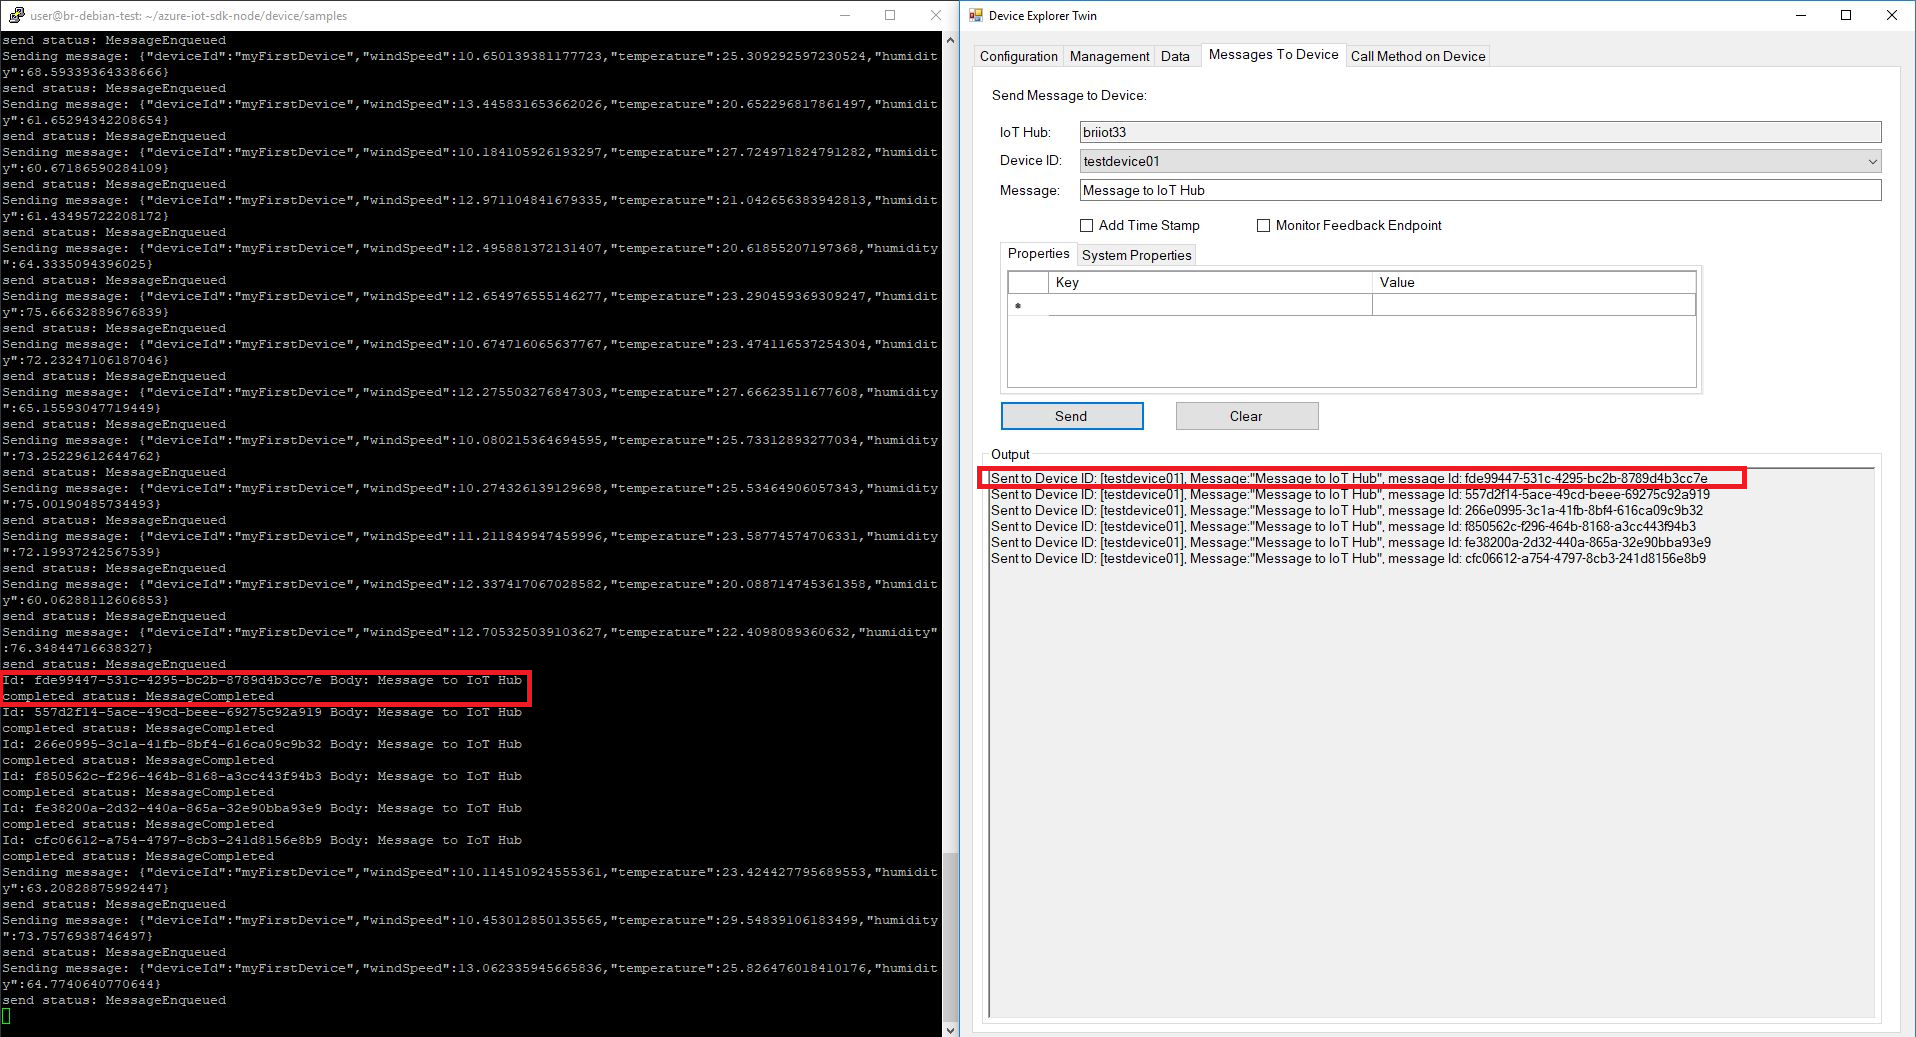 user@br-debian-test: ~/azure-iot-sdk-node/device/samples
send status: MessageEnqueued
Sending message: {"deviceId":"myFirstDevice","windSpeed":10.650139381177723,"temperature":25.309292597230524,"humidit
y":68.59339364338666}
send status: MessageEnqueued
Sending message: {"deviceId":"myFirstDevice","windSpeed":13.445831653662026,"temperature":20.652296817861497,"humidit
y":61.65294342208654}
send status: MessageEnqueued
Sending message: {"deviceId":"myFirstDevice","windSpeed":10.184105926193297,"temperature":27.724971824791282,"humidit
y":60.67186590284109}
send status: MessageEnqueued
Sending message: {"deviceId":"myFirstDevice","windSpeed":12.971104841679335,"temperature":21.042656383942813,"humidit
y":61.43495722208172}
send status: MessageEnqueued
Sending message: {"deviceId":"myFirstDevice","windSpeed":12.495881372131407,"temperature":20.61855207197368,"humidity
":64.3335094396025}
send status: MessageEnqueued
Sending message: {"deviceId":"myFirstDevice","windSpeed":12.654976555146277,"temperature":23.290459369309247,"humidit
y":75.66632889676839}
send status: MessageEnqueued
Sending message: {"deviceId":"myFirstDevice","windSpeed":10.674716065637767,"temperature":23.474116537254304,"humidit
y":72.23247106187046}
send status: MessageEnqueued
Sending message: {"deviceId":"myFirstDevice","windSpeed":12.275503276847303,"temperature":27.66623511677608,"humidity
":65.15593047719449}
send status: MessageEnqueued
Sending message: {"deviceId":"myFirstDevice","windSpeed":10.080215364694595,"temperature":25.73312893277034,"humidity
":73.25229612644762}
send status: MessageEnqueued
Sending message: {"deviceId":"myFirstDevice","windSpeed":10.274326139129698,"temperature":25.53464906057343,"humidity
":75.00190485734493}
send status: MessageEnqueued
Sending message: {"deviceId":"myFirstDevice","windSpeed":11.211849947459996,"temperature":23.58774574706331,"humidity
":72.19937242567539}
send status: MessageEnqueued
Sending message: {"deviceId":"myFirstDevice","windSpeed":12.337417067028582,"temperature":20.088714745361358,"humidit
y":60.06288112606853}
send status: MessageEnqueued
Sending message: {"deviceId":"myFirstDevice","windSpeed":12.705325039103627,"temperature":22.4098089360632,"humidity"
:76.34844716638327}
send status: MessageEnqueued
Id: fde99447-531c-4295-bc2b-8789d4b3cc7e Body: Message to IoT Hub
completed status: MessageCompleted
Id: 557d2f14-5ace-49cd-beee-69275c92a919 Body: Message to IoT Hub
completed status: MessageCompleted
Id: 266e0995-3c1a-41fb-8bf4-616ca09c9b32 Body: Message to IoT Hub
completed status: MessageCompleted
Id: f850562c-f296-464b-8168-a3cc443f94b3 Body: Message to IoT Hub
completed status: MessageCompleted
Id: fe38200a-2d32-440a-865a-32e90bba93e9 Body: Message to IoT Hub
completed status: MessageCompleted
Id: cfc06612-a754-4797-8cb3-241d8156e8b9 Body: Message to IoT Hub
completed status: MessageCompleted
Sending message: {"deviceId":"myFirstDevice","windSpeed":10.114510924555361,"temperature":23.424427795689553,"humidit
y":63.20828875992447}
send status: MessageEnqueued
Sending message: {"deviceId":"myFirstDevice","windSpeed":10.453012850135565,"temperature":29.54839106183499,"humidity
":73.7576938746497}
send status: MessageEnqueued
Sending message: {"deviceId":"myFirstDevice","windSpeed":13.062335945665836,"temperature":25.826476018410176,"humidit
y":64.7740640770644}
send status: MessageEnqueued
Device Explorer Twin
Configuration Management Data Messages To Device Call Method on Device
Send Message to Device:
IoT Hub: briiot33
Device ID: testdevice01
Message: Message to IoT Hub
Add Time Stamp Monitor Feedback Endpoint
Properties System Properties
Key Value
*
Send Clear
Output
Sent to Device ID: [testdevice01], Message:"Message to IoT Hub", message Id: fde99447-531c-4295-bc2b-8789d4b3cc7e
Sent to Device ID: [testdevice01], Message:"Message to IoT Hub", message Id: 557d2f14-5ace-49cd-beee-69275c92a919
Sent to Device ID: [testdevice01], Message:"Message to IoT Hub", message Id: 266e0995-3c1a-41fb-8bf4-616ca09c9b32
Sent to Device ID: [testdevice01], Message:"Message to IoT Hub", message Id: f850562c-f296-464b-8168-a3cc443f94b3
Sent to Device ID: [testdevice01], Message:"Message to IoT Hub", message Id: fe38200a-2d32-440a-865a-32e90bba93e9
Sent to Device ID: [testdevice01], Message:"Message to IoT Hub", message Id: cfc06612-a754-4797-8cb3-241d8156e8b9